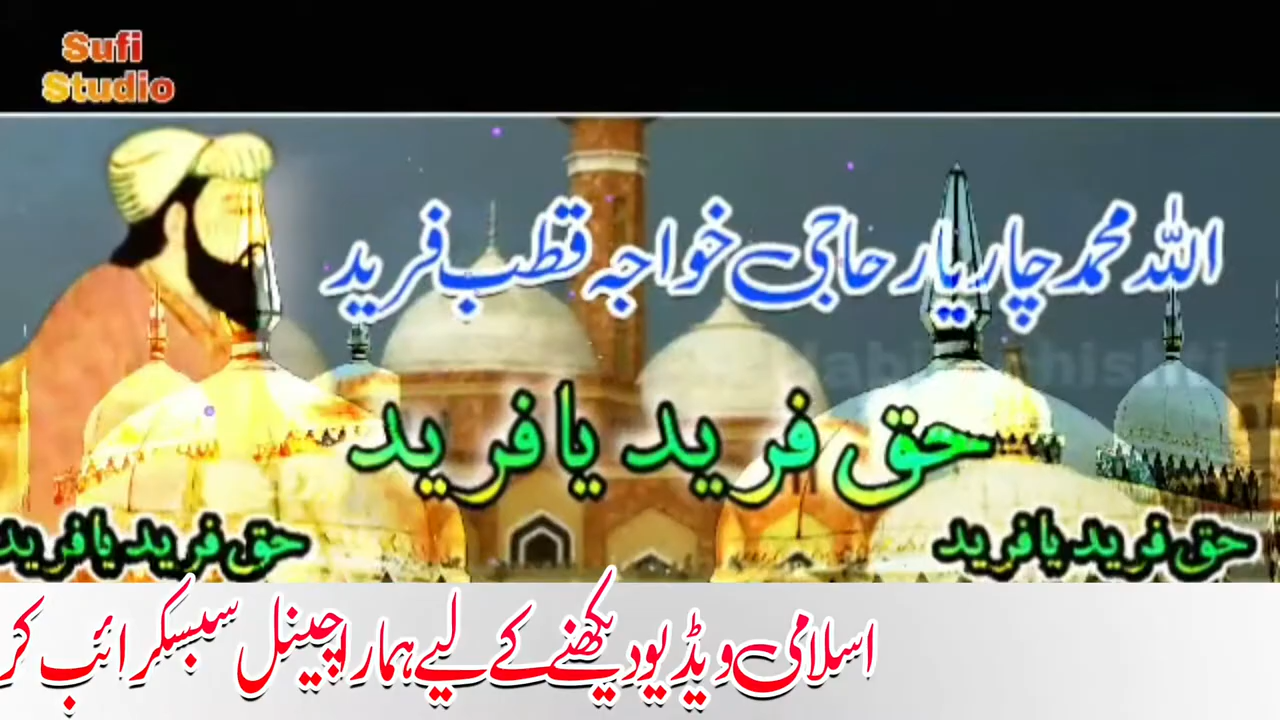 Sufi
Studio
اللہ محمد چار یار حاجی خواجہ قطب فرید
حق فرید یا فرید
حق فرید یا فرید
حق فرید یا فرید
اسلامی ویڈیو دیکھنے کے لیے ہمارا چینل سبسکرائب کر